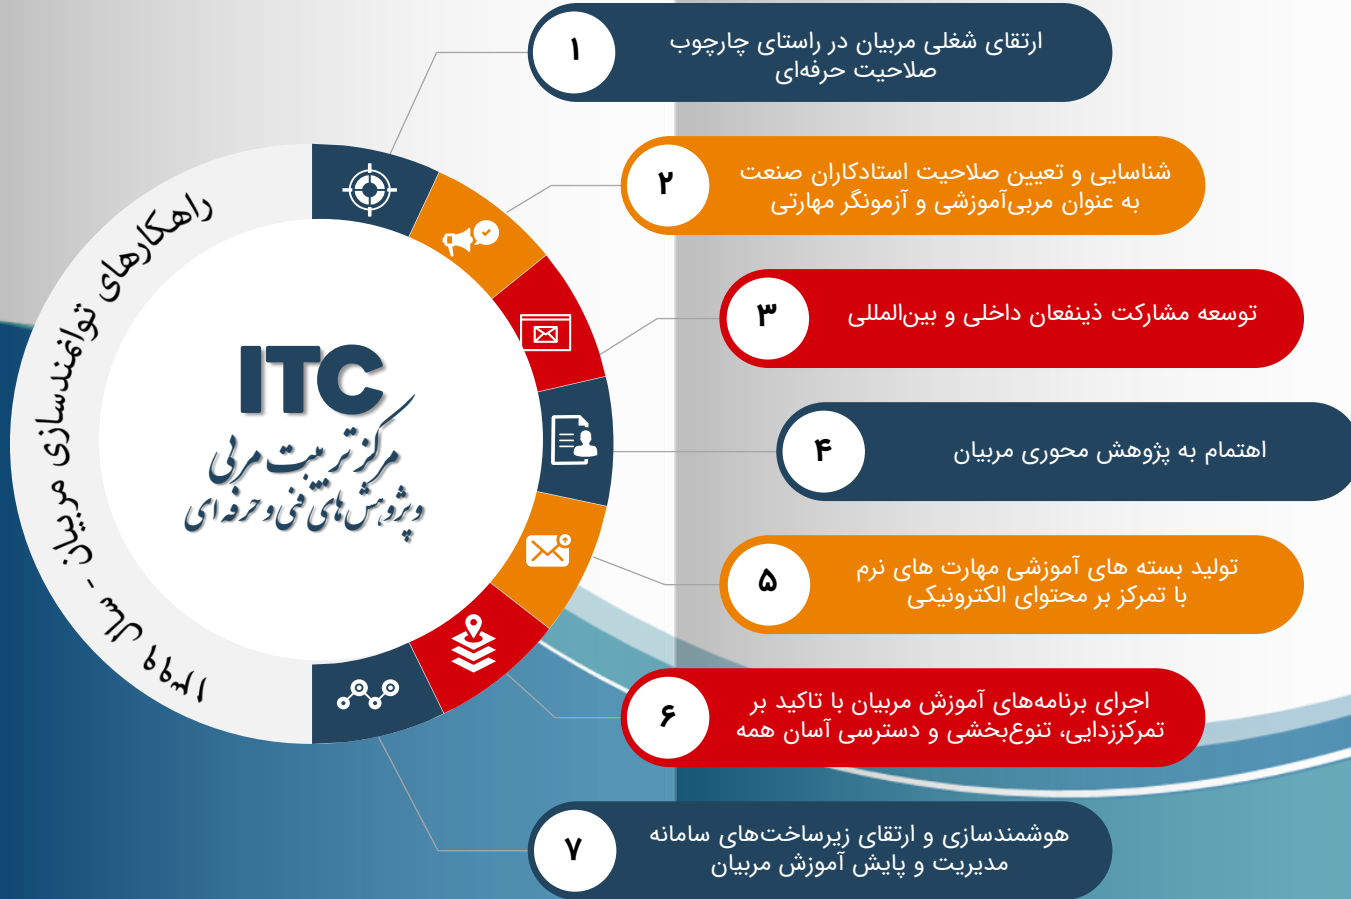 راهکارهای توانمندسازی مربیان - سال ۱۳۹۹
ITC
مرکز تربیت مربی
و پژوهش های فنی و حرفه ای
۱
ارتقای شغلی مربیان در راستای چارچوب
صلاحیت حرفه‌ای
۲
شناسایی و تعیین صلاحیت استادکاران صنعت
به عنوان مربی‌آموزشی و آزمونگر مهارتی
۳
توسعه مشارکت ذینفعان داخلی و بین‌المللی
۴
اهتمام به پژوهش محوری مربیان
۵
تولید بسته های آموزشی مهارت های نرم
با تمرکز بر محتوای الکترونیکی
۶
اجرای برنامه‌های آموزش مربیان با تاکید بر
تمرکززدایی، تنوع‌بخشی و دسترسی آسان همه
۷
هوشمندسازی و ارتقای زیرساخت‌های سامانه
مدیریت و پایش آموزش مربیان